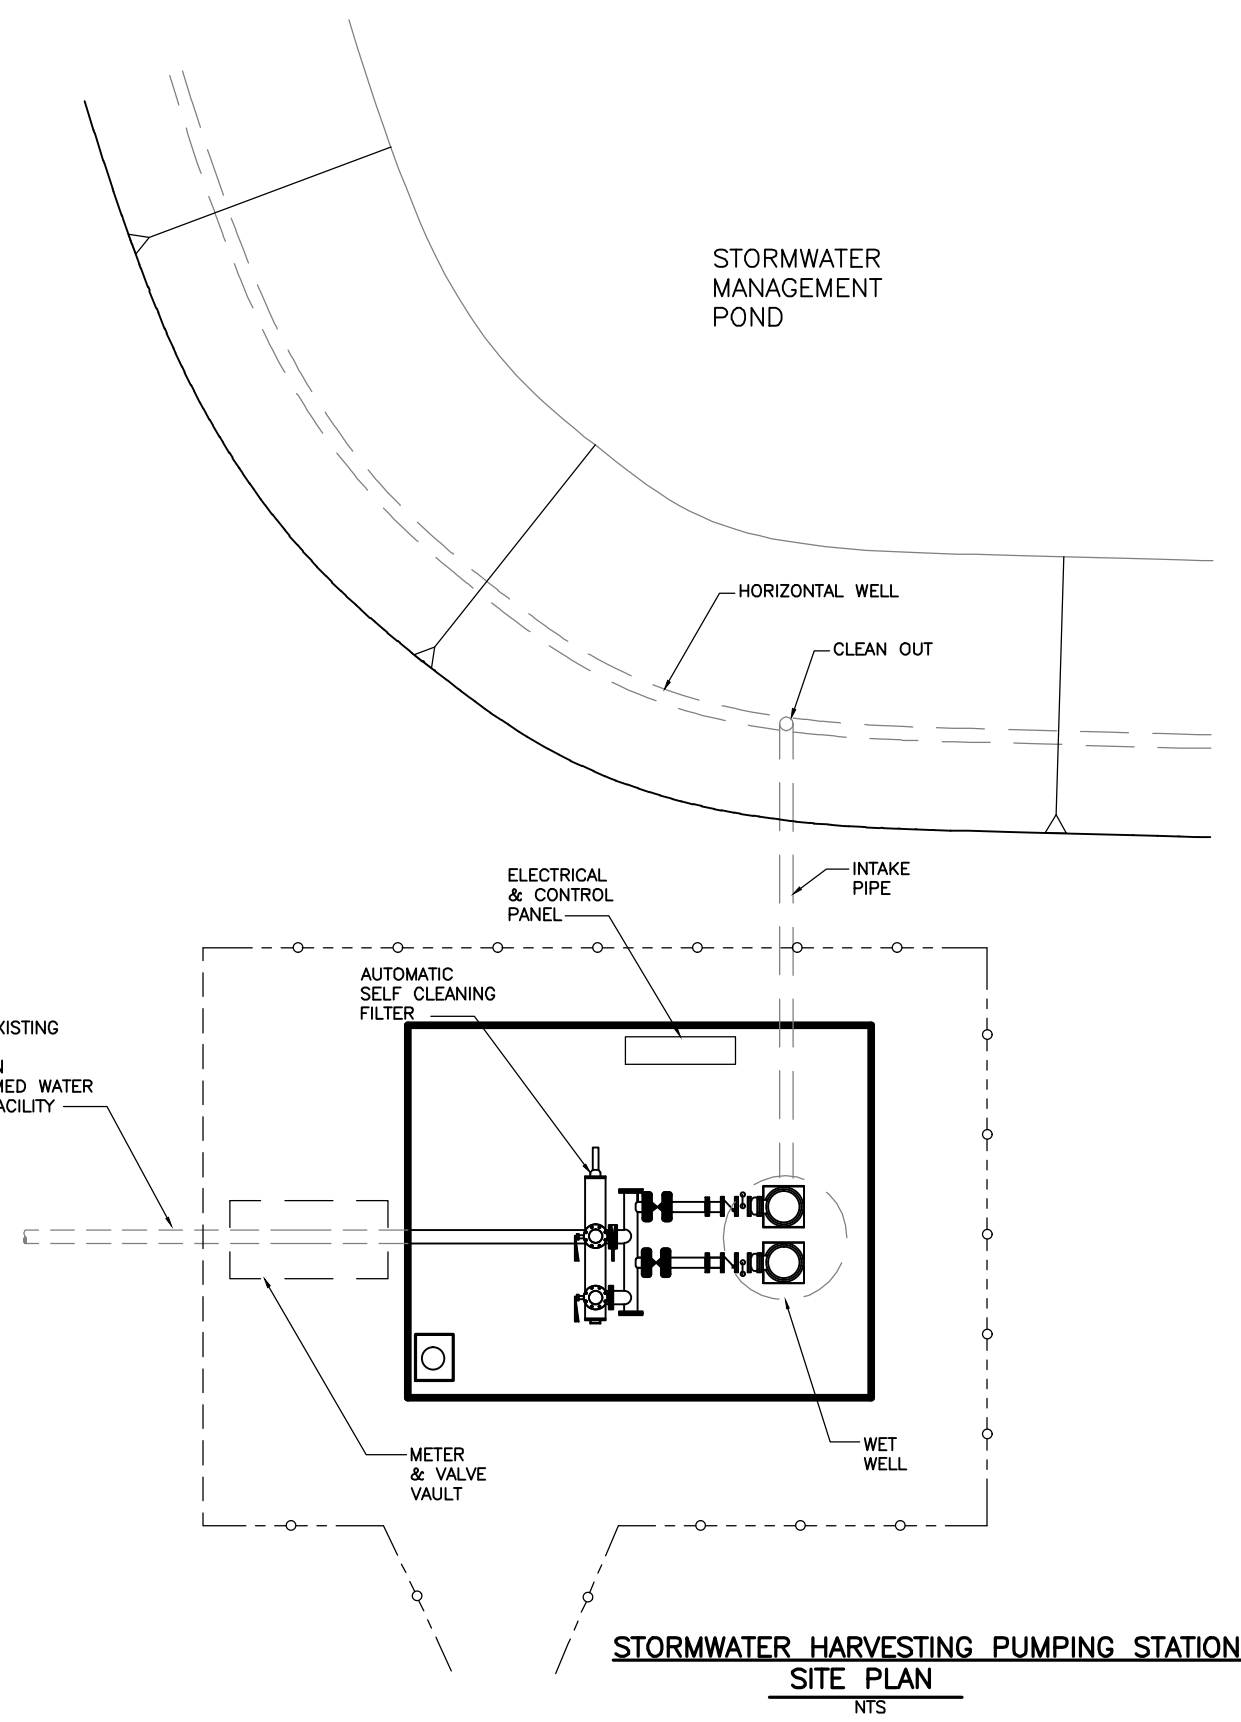 STORMWATER
MANAGEMENT
POND
HORIZONTAL WELL
CLEAN OUT
INTAKE
PIPE
ELECTRICAL
& CONTROL
PANEL
AUTOMATIC
SELF CLEANING
FILTER
WATER
WET
WELL
METER
& VALVE
VAULT
STORMWATER HARVESTING PUMPING STATION
SITE PLAN
NTS